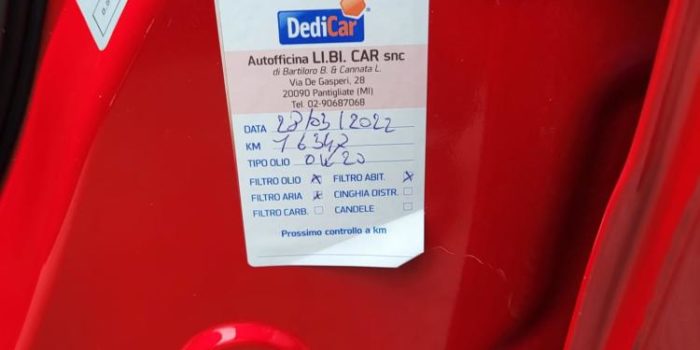 DediCar
Autofficina LI.BI. CAR snc
di Bartiloro B. & Cannata L.
Via De Gasperi, 28
20090 Pantigliate (MI)
Tel. 02-90687068
DATA 28/03/2022
KM 76342
TIPO OLIO 0W20
FILTRO OLIO x FILTRO ABIT. x
FILTRO ARIA x CINGHIA DISTR.
FILTRO CARB. CANDELE
Prossimo controllo a km